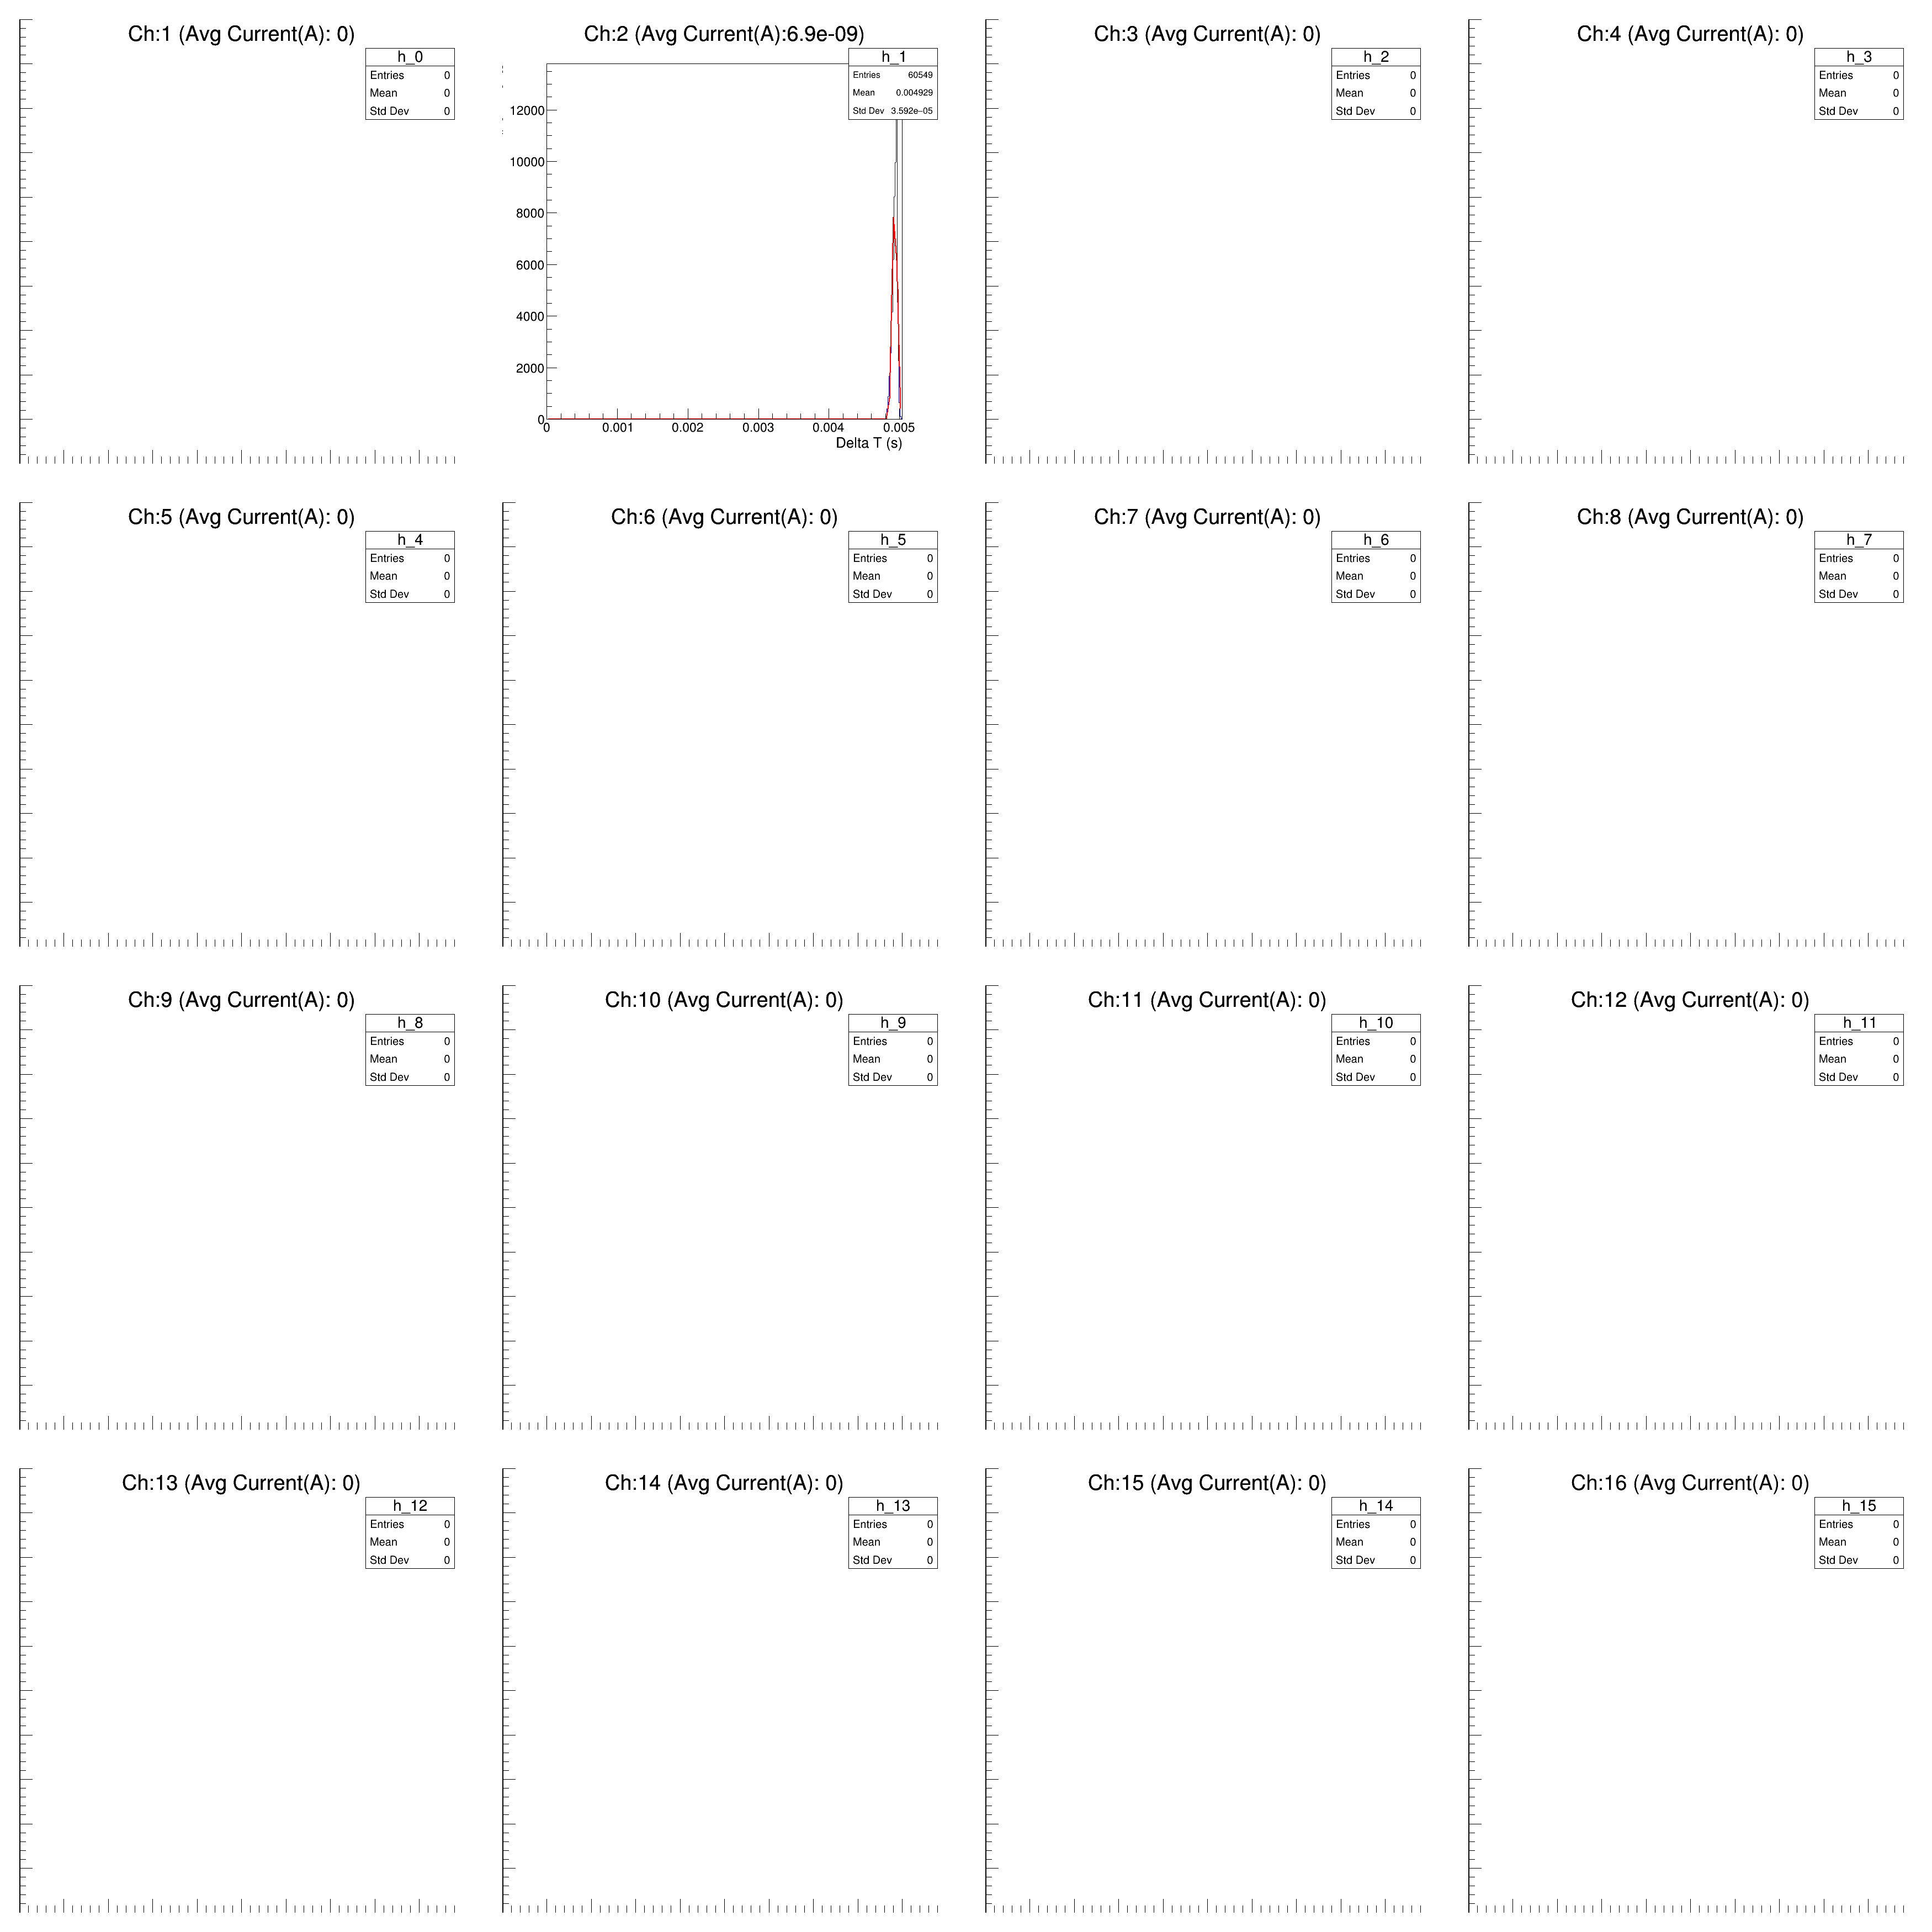 Ch:1 (Avg Current(A): 0)
h_0
Entries 0
Mean 0
Std Dev 0
Ch:2 (Avg Current(A):6.9e-09)
h_1
Entries 60549
Mean 0.004929
Std Dev 3.592e−05
12000
10000
8000
6000
4000
2000
0
0 0.001 0.002 0.003 0.004 0.005
Delta T (s)
Ch:3 (Avg Current(A): 0)
h_2
Entries 0
Mean 0
Std Dev 0
Ch:4 (Avg Current(A): 0)
h_3
Entries 0
Mean 0
Std Dev 0
Ch:5 (Avg Current(A): 0)
h_4
Entries 0
Mean 0
Std Dev 0
Ch:6 (Avg Current(A): 0)
h_5
Entries 0
Mean 0
Std Dev 0
Ch:7 (Avg Current(A): 0)
h_6
Entries 0
Mean 0
Std Dev 0
Ch:8 (Avg Current(A): 0)
h_7
Entries 0
Mean 0
Std Dev 0
Ch:9 (Avg Current(A): 0)
h_8
Entries 0
Mean 0
Std Dev 0
Ch:10 (Avg Current(A): 0)
h_9
Entries 0
Mean 0
Std Dev 0
Ch:11 (Avg Current(A): 0)
h_10
Entries 0
Mean 0
Std Dev 0
Ch:12 (Avg Current(A): 0)
h_11
Entries 0
Mean 0
Std Dev 0
Ch:13 (Avg Current(A): 0)
h_12
Entries 0
Mean 0
Std Dev 0
Ch:14 (Avg Current(A): 0)
h_13
Entries 0
Mean 0
Std Dev 0
Ch:15 (Avg Current(A): 0)
h_14
Entries 0
Mean 0
Std Dev 0
Ch:16 (Avg Current(A): 0)
h_15
Entries 0
Mean 0
Std Dev 0